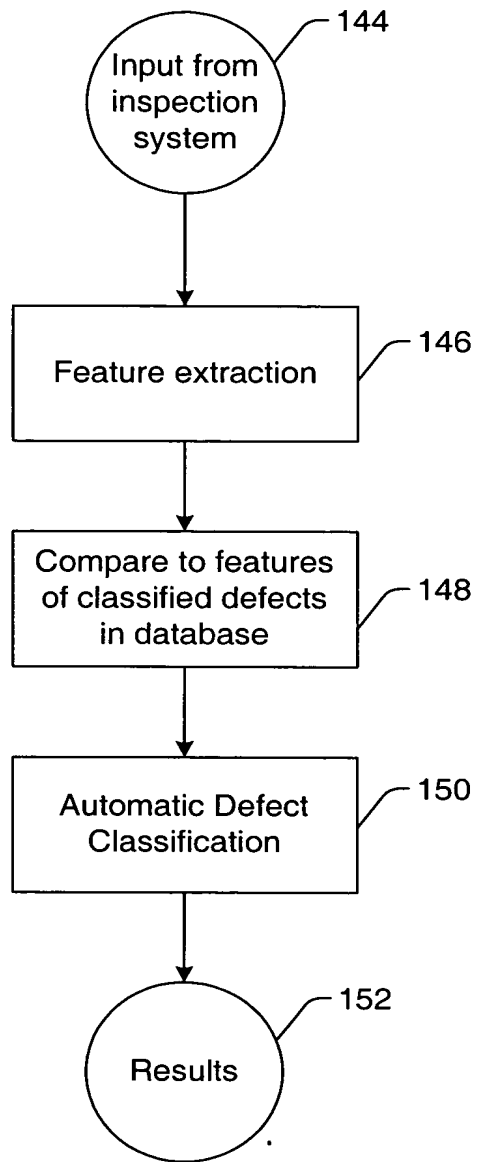 144
Input from
inspection
system
146
Feature extraction
148
Compare to features
of classified defects
in database
150
Automatic Defect
Classification
152
Results